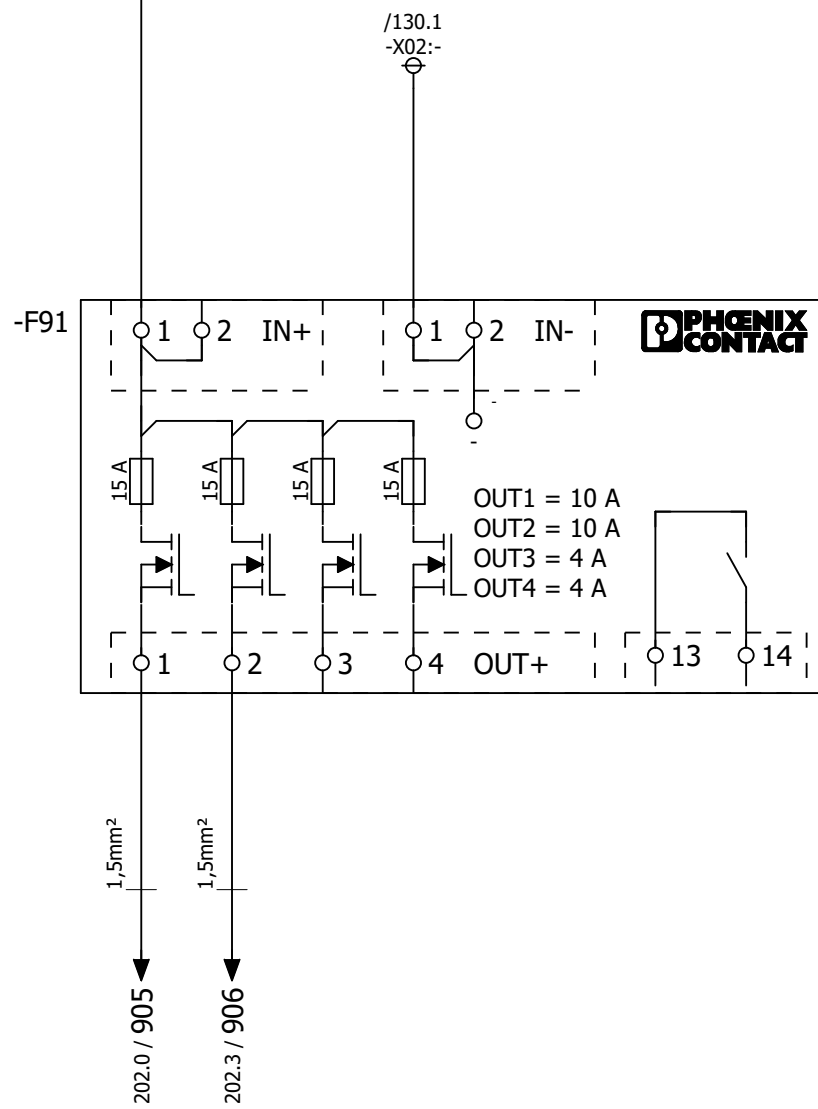 /130.1
-X02:-
-F91
1
2
IN+
1
2
IN-
PHŒNIX
CONTACT
-
-
15 A
15 A
15 A
15 A
OUT1 = 10 A
OUT2 = 10 A
OUT3 = 4 A
OUT4 = 4 A
1
2
3
4
OUT+
13
14
1,5mm²
1,5mm²
202.0 / 905
202.3 / 906